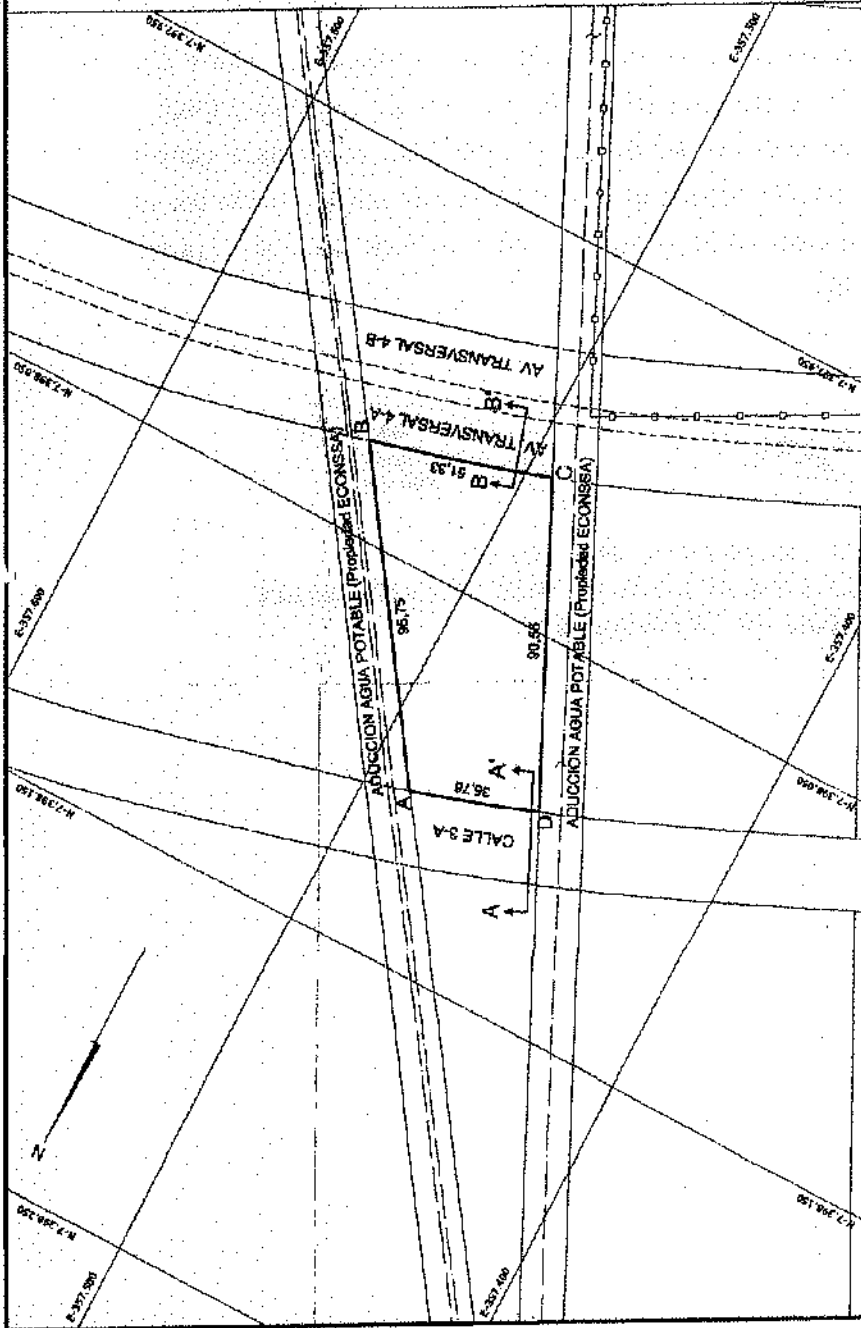 N-7.397.950
E-357.500
E-357.500
N-7.398.050
AV TRANSVERSAL 4-B
AV TRANSVERSAL 4-A
N-7.397.950
ADUCCION AGUA POTABLE (Propiedad ECONSSA)
B
B
B'
51,33
C
E-357.600
95,75
90,56
ADUCCION AGUA POTABLE (Propiedad ECONSSA)
E-357.400
N-7.398.150
A
36,78
A'
D
N-7.398.050
CALLE 3-A
A
N
N-7.398.250
E-357.500
E-357.400
N-7.398.150